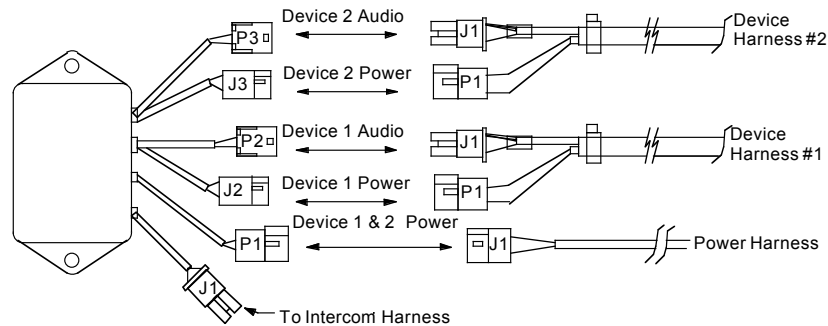 P3 Device 2 Audio J1 Device
Harness #2
J3 Device 2 Power P1
P2 Device 1 Audio J1 Device
Harness #1
J2 Device 1 Power P1
P1 Device 1 & 2 Power J1 Power Harness
J1 To Intercom Harness